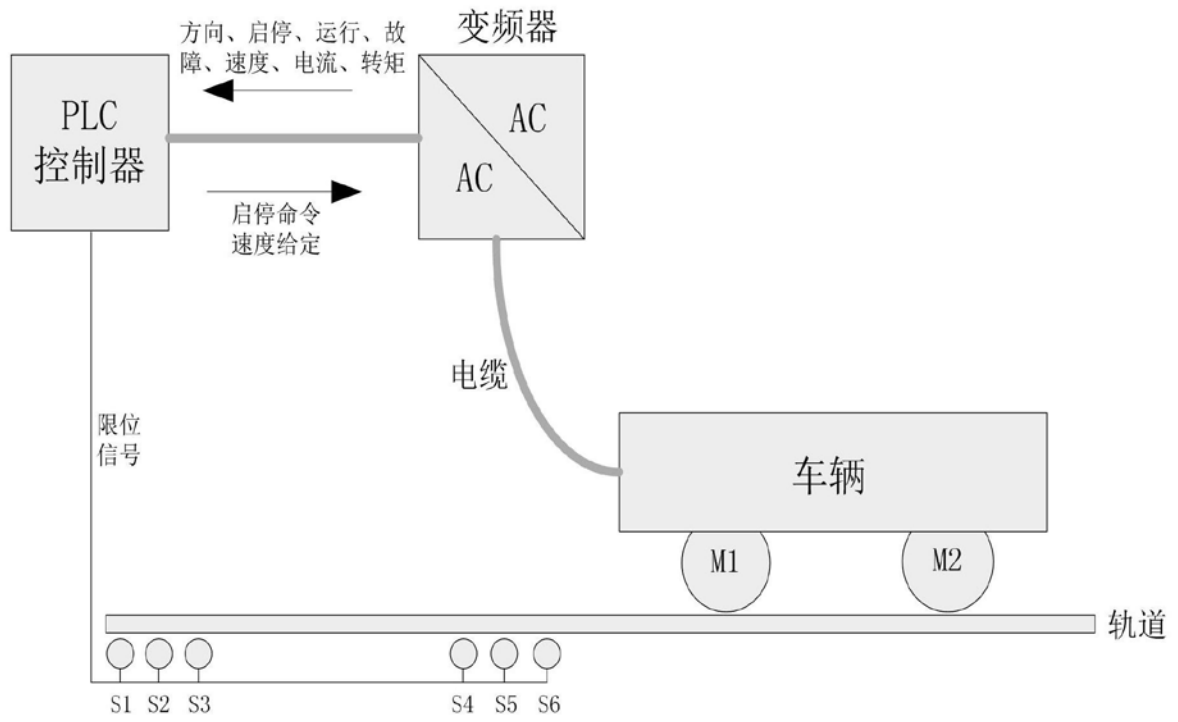 变频器
方向、启停、运行、故
障、速度、电流、转矩
PLC
控制器
AC
AC
启停命令
速度给定
电缆
限位
信号
车辆
M1
M2
轨道
S1 S2 S3 S4 S5 S6